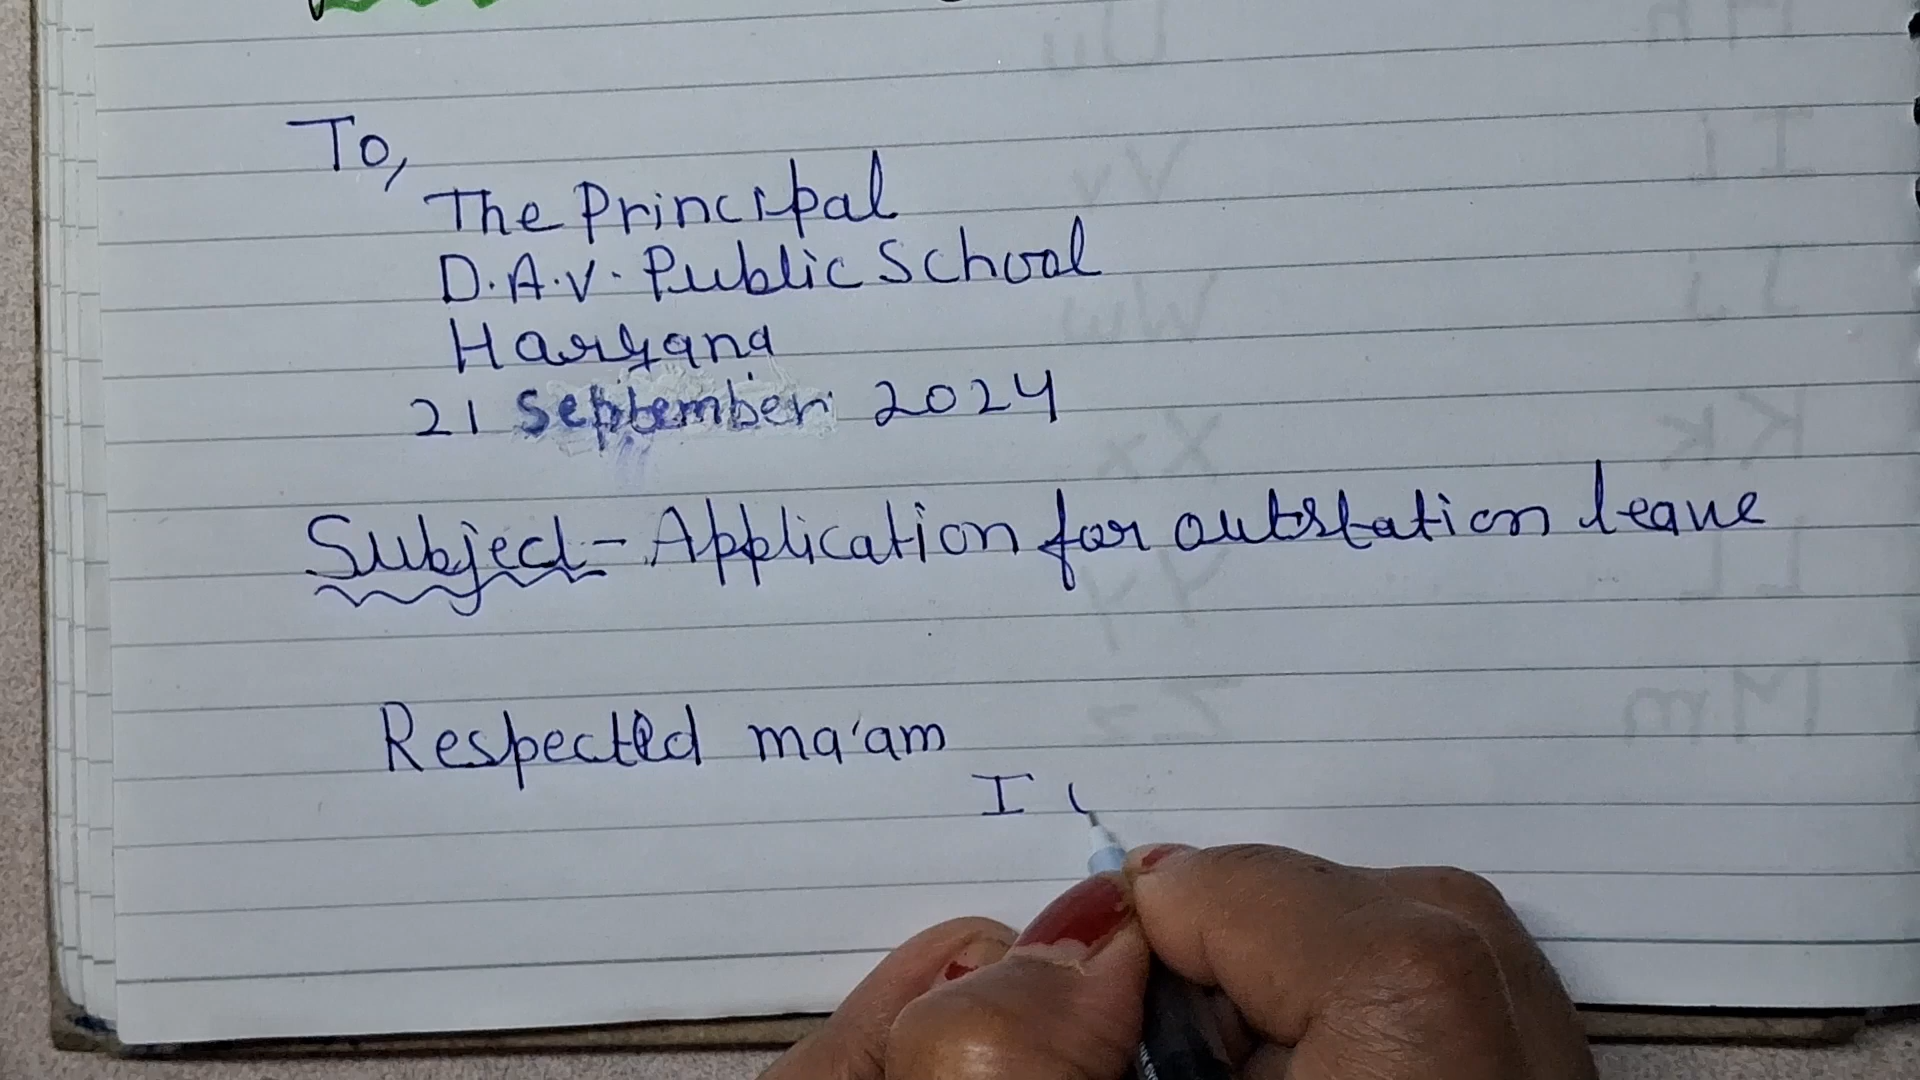 To,
The Principal
D.A.V. Public School
Haryana
21 September 2024
Subject - Application for outstation leave
Respected ma'am
I